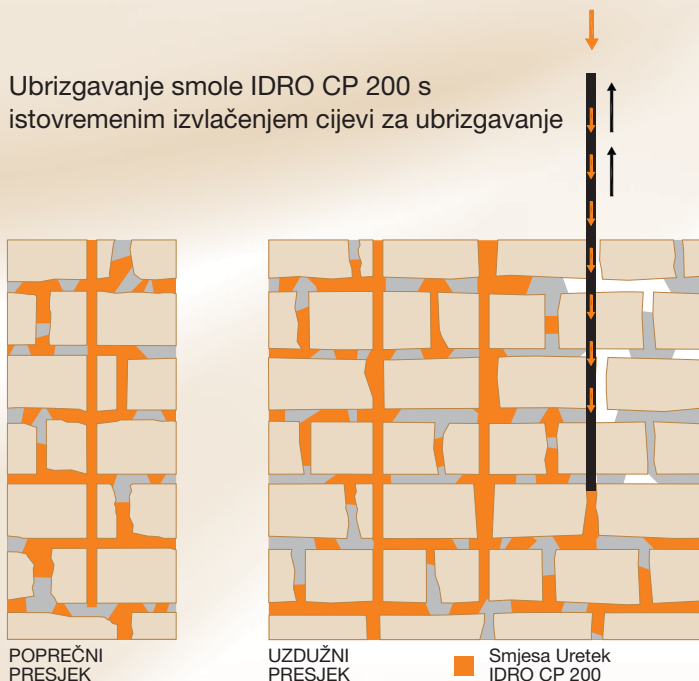 Ubrizgavanje smole IDRO CP 200 s
istovremenim izvlačenjem cijevi za ubrizgavanje
POPREČNI
PRESJEK
UZDUŽNI
PRESJEK
Smjesa Uretek
IDRO CP 200